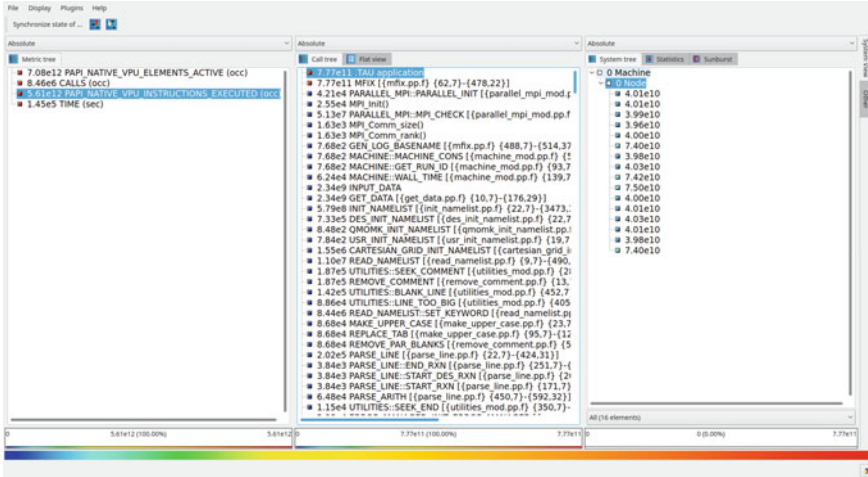 File Display Plugins Help
Synchronize state of ...
Absolute
Absolute
Absolute
Metric tree
7.08e12 PAPI_NATIVE_VPU_ELEMENTS_ACTIVE (occ)
8.46e6 CALLS (occ)
5.61e12 PAPI_NATIVE_VPU_INSTRUCTIONS_EXECUTED (occ)
1.45e5 TIME (sec)
Call tree Flat view
7.77e11 .TAU application
7.77e11 MFIX [{mfix.pp.f} {62,7}-{478,22}]
4.21e4 PARALLEL_MPI::PARALLEL_INIT [{parallel_mpi_mod.p
2.55e4 MPI_Init()
5.13e7 PARALLEL_MPI::MPI_CHECK [{parallel_mpi_mod.pp.f
1.63e3 MPI_Comm_size()
1.63e3 MPI_Comm_rank()
7.68e2 GEN_LOG_BASENAME [{mfix.pp.f} {488,7}-{514,37
7.68e2 MACHINE::MACHINE_CONS [{machine_mod.pp.f} {5
7.68e2 MACHINE::GET_RUN_ID [{machine_mod.pp.f} {93,7
6.24e4 MACHINE::WALL_TIME [{machine_mod.pp.f} {139,7
2.34e9 INPUT_DATA
2.34e9 GET_DATA [{get_data.pp.f} {10,7}-{176,29}]
5.79e8 INIT_NAMELIST [{init_namelist.pp.f} {22,7}-{3473,
7.33e5 DES_INIT_NAMELIST [{des_init_namelist.pp.f} {22,7
8.48e2 QMOMK_INIT_NAMELIST [{qmomk_init_namelist.pp.
7.84e2 USR_INIT_NAMELIST [{usr_init_namelist.pp.f} {19,7
1.55e6 CARTESIAN_GRID_INIT_NAMELIST [{cartesian_grid_i
1.10e7 READ_NAMELIST [{read_namelist.pp.f} {9,7}-{490,
1.87e5 UTILITIES::SEEK_COMMENT [{utilities_mod.pp.f}
1.87e5 REMOVE_COMMENT [{remove_comment.pp.f} {13,
1.42e5 UTILITIES::BLANK_LINE [{utilities_mod.pp.f} {452,7
8.86e4 UTILITIES::LINE_TOO_BIG [{utilities_mod.pp.f} {405
8.44e6 READ_NAMELIST::SET_KEYWORD [{read_namelist.pp
8.68e4 MAKE_UPPER_CASE [{make_upper_case.pp.f} {23,7
8.68e4 REPLACE_TAB [{make_upper_case.pp.f} {95,7}-{12
8.68e4 REMOVE_PAR_BLANKS [{remove_comment.pp.f} {5
2.02e5 PARSE_LINE [{parse_line.pp.f} {22,7}-{424,31}]
3.84e3 PARSE_LINE::END_RXN [{parse_line.pp.f} {251,7}-{
3.84e3 PARSE_LINE::START_DES_RXN [{parse_line.pp.f}
3.84e3 PARSE_LINE::START_RXN [{parse_line.pp.f} {171,7}
6.48e4 PARSE_ARITH [{parse_line.pp.f} {450,7}-{592,32}]
1.15e4 UTILITIES::SEEK_END [{utilities_mod.pp.f} {350,7}-
System tree Statistics Sunburst
0 Machine
0 Node
4.01e10
4.01e10
3.99e10
3.96e10
4.00e10
7.40e10
3.98e10
4.03e10
7.42e10
7.50e10
4.00e10
4.01e10
4.03e10
4.01e10
3.98e10
7.40e10
All (16 elements)
System view
Other
0 5.61e12 (100.00%) 5.61e12
0 7.77e11 (100.00%) 7.77e11
0 0 (0.00%) 7.77e11